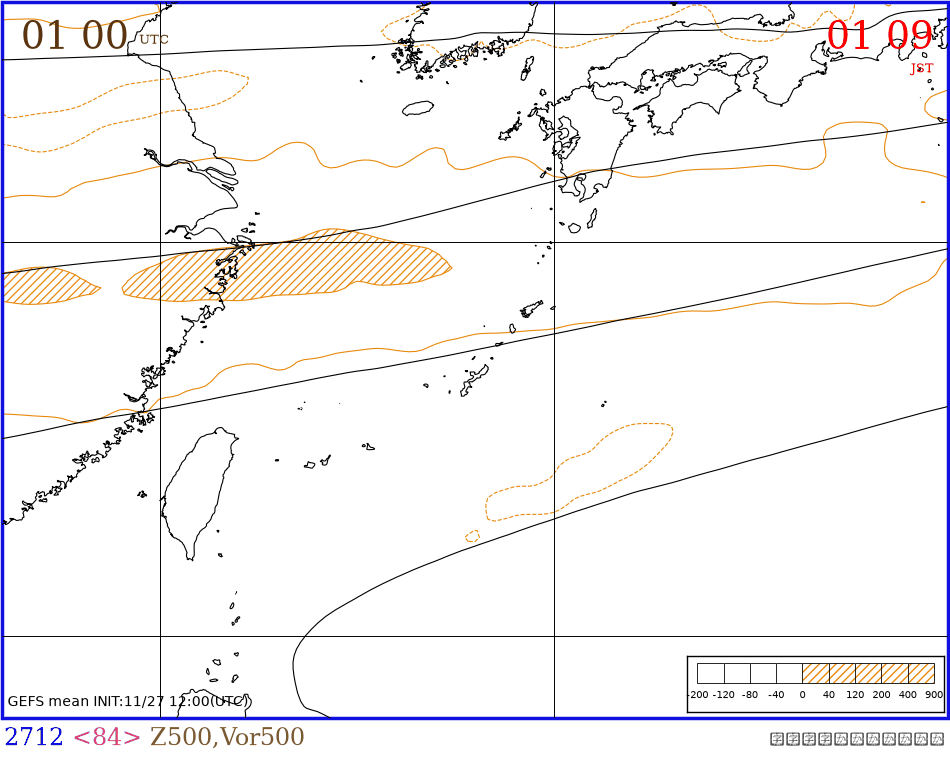 01 00 UTC
01 09
JST
GEFS mean INIT:11/27 12:00(UTC)
-200 -120 -80 -40 0 40 120 200 400 900
2712 <84> Z500,Vor500